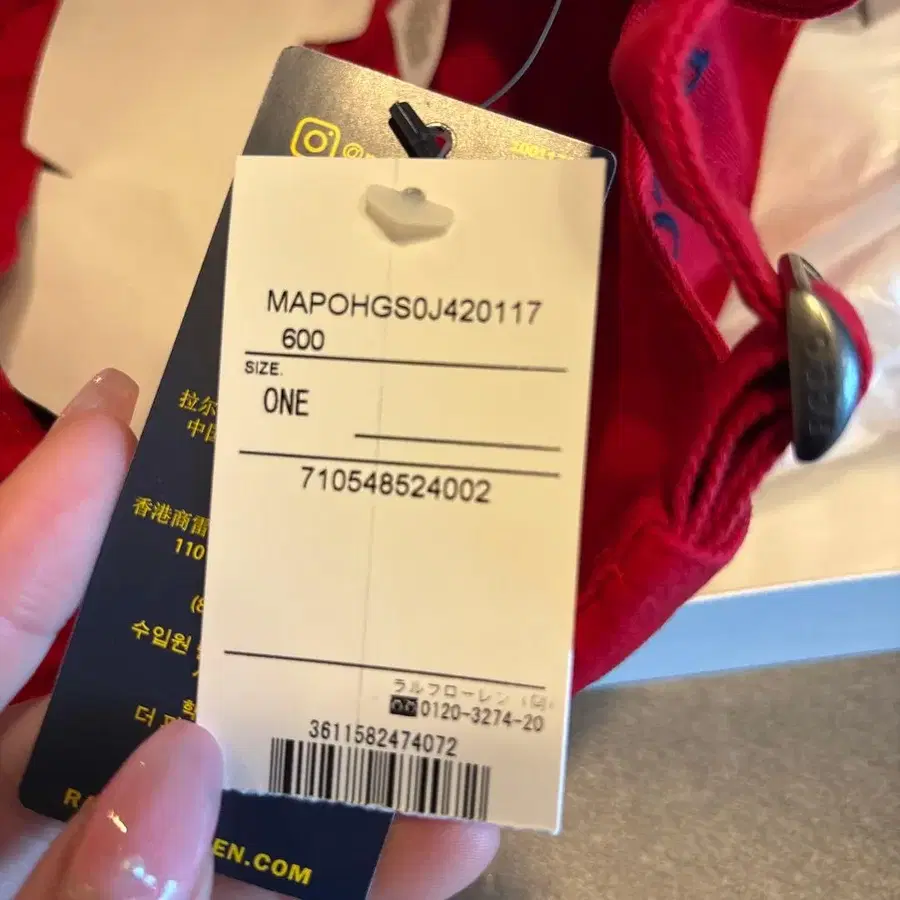 MAPOHGS0J420117
600
SIZE.
ONE
710548524002
ラルフローレン
0120-3274-20
3611582474072
拉尔
中国
香港商雷
110
수입원
더
EN.COM